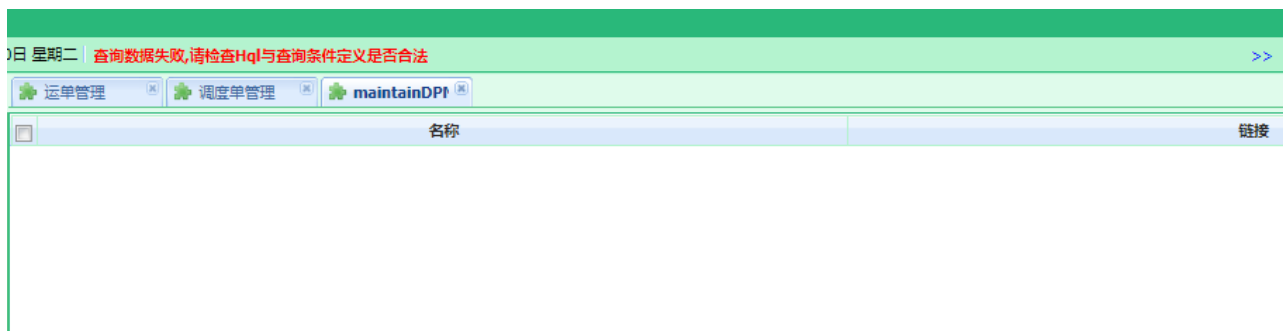 日 星期二 查询数据失败,请检查Hql与查询条件定义是否合法 >>
运单管理 调度单管理 maintainDPM
名称 链接